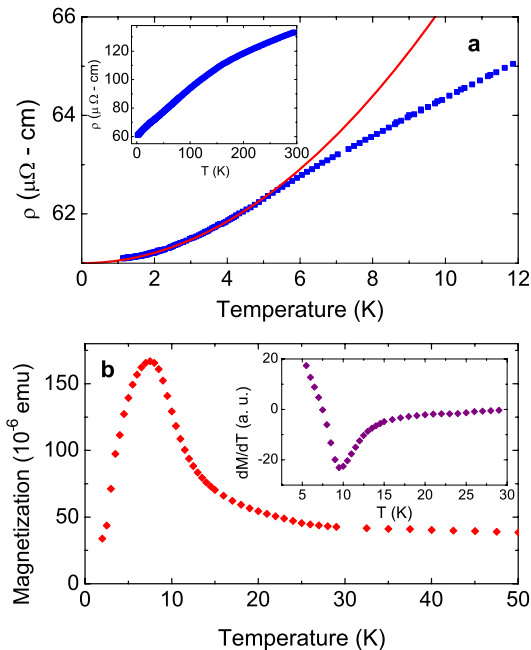 66
64
62
ρ (μΩ - cm)
a
120
100
80
60
ρ (μ Ω - cm)
0 100 200 300
T (K)
0 2 4 6 8 10 12
Temperature (K)
b
150
100
50
0
Magnetization (10⁻⁶ emu)
20
0
-20
dM/dT (a. u.)
5 10 15 20 25 30
T (K)
0 10 20 30 40 50
Temperature (K)